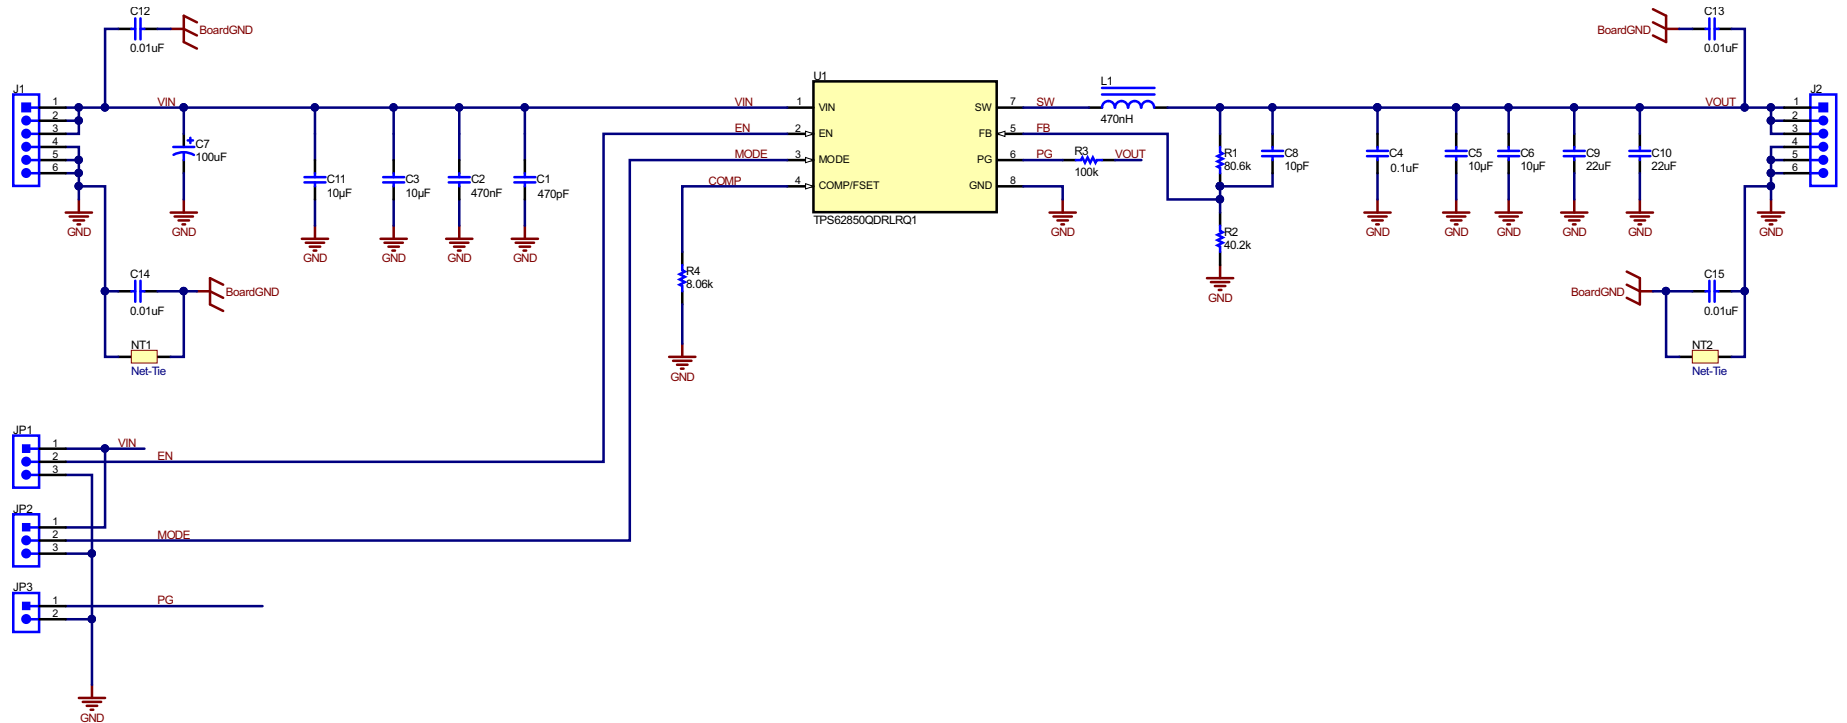 C12
BoardGND
0.01uF
C13
BoardGND
0.01uF
J1
1
2
3
4
5
6
VIN
C7
100uF
GND
GND
C11
10µF
GND
C3
10µF
GND
C2
470nF
GND
C1
470pF
GND
VIN
EN
MODE
COMP
U1
1
2
3
4
VIN
EN
MODE
COMP/FSET
SW
FB
PG
GND
7
5
6
8
TPS62850QDRLRQ1
SW
FB
PG
R3
100k
VOUT
GND
L1
470nH
R1
80.6k
C8
10pF
R2
40.2k
GND
C4
0.1uF
GND
C5
10µF
GND
C6
10µF
GND
C9
22uF
GND
C10
22uF
GND
VOUT
J2
1
2
3
4
5
6
GND
C14
0.01uF
BoardGND
NT1
Net-Tie
R4
8.06k
GND
C15
BoardGND
0.01uF
NT2
Net-Tie
JP1
1
2
3
VIN
EN
JP2
1
2
3
MODE
JP3
1
2
PG
GND